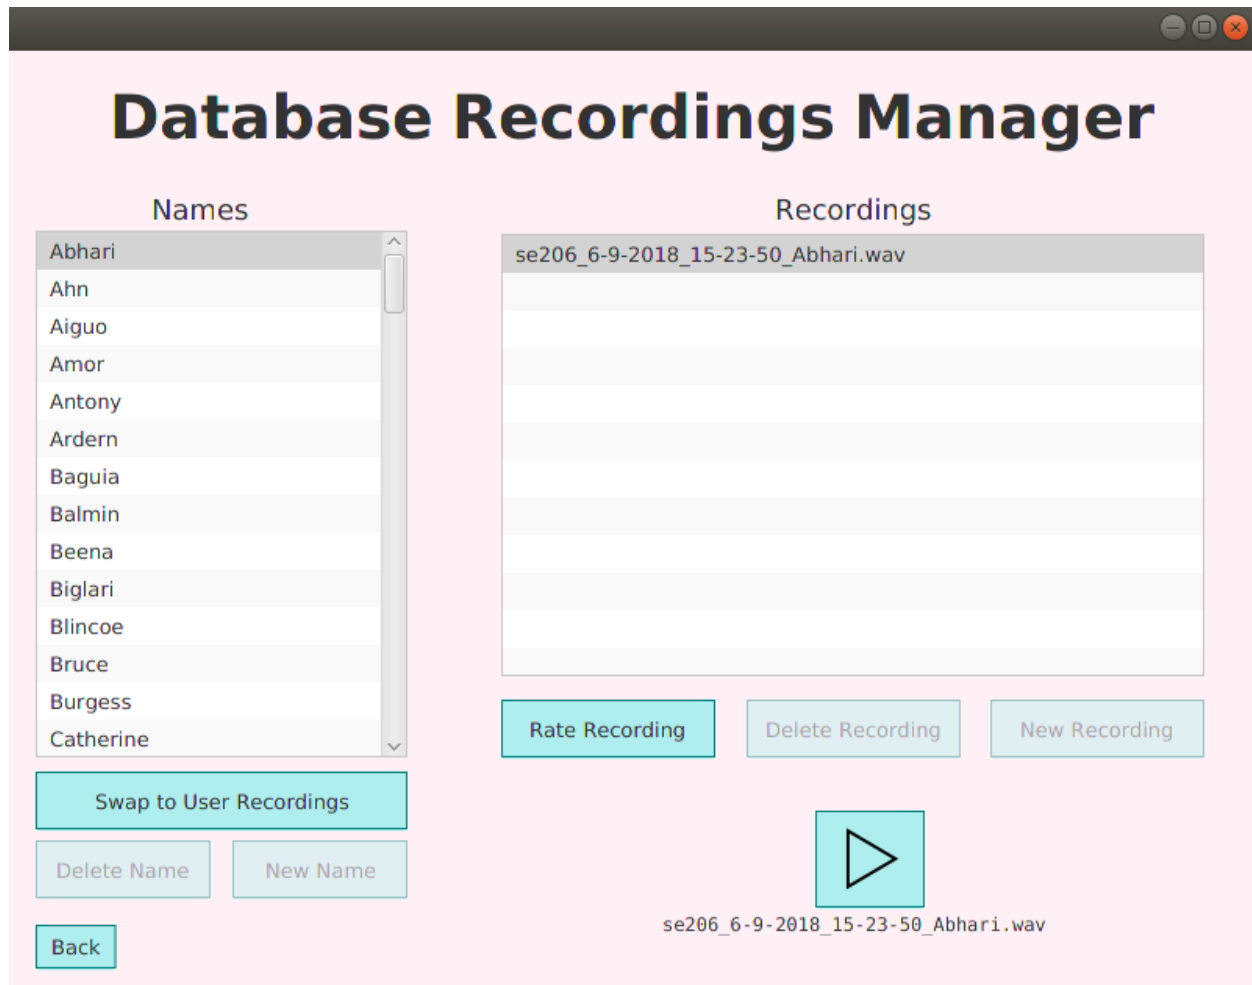 Database Recordings Manager
Names
Abhari
Ahn
Aiguo
Amor
Antony
Ardern
Baguia
Balmin
Beena
Biglari
Blincoe
Bruce
Burgess
Catherine
Swap to User Recordings
Delete Name
New Name
Back
Recordings
se206_6-9-2018_15-23-50_Abhari.wav
Rate Recording
Delete Recording
New Recording
se206_6-9-2018_15-23-50_Abhari.wav